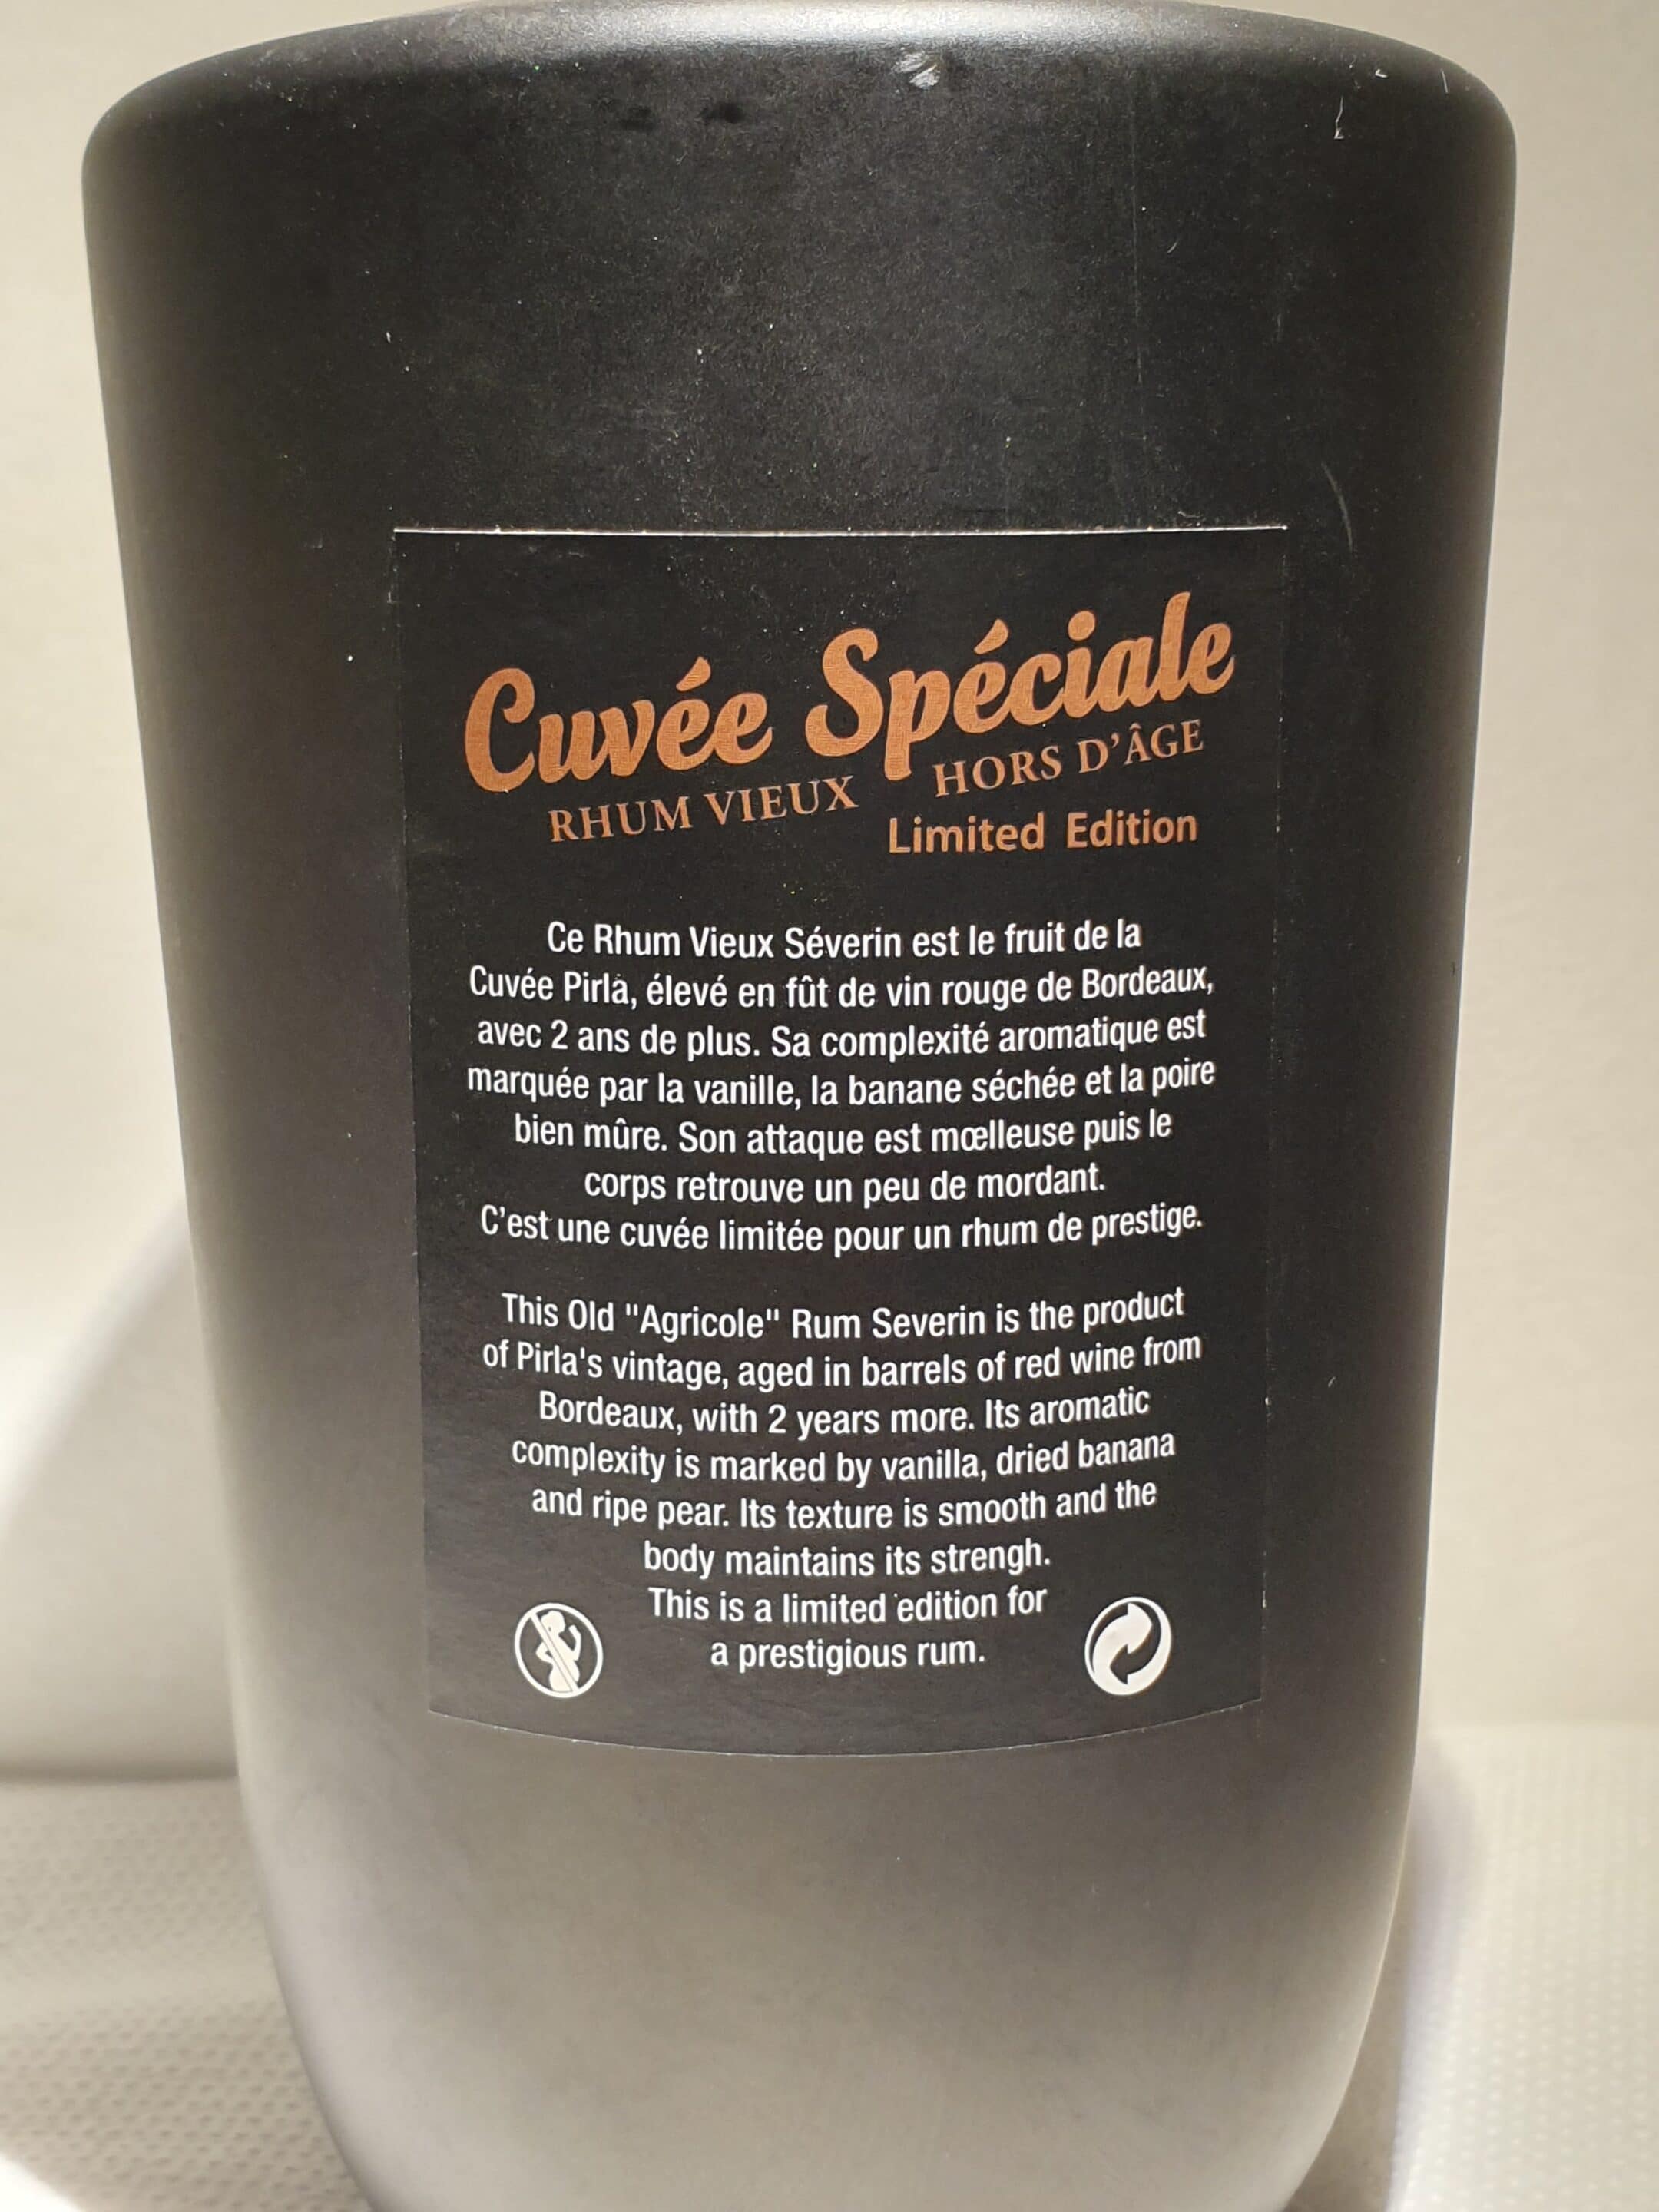 Cuvée Spéciale
RHUM VIEUX HORS D'ÂGE
Limited Edition
Ce Rhum Vieux Séverin est le fruit de la
Cuvée Pirla, élevé en fût de vin rouge de Bordeaux,
avec 2 ans de plus. Sa complexité aromatique est
marquée par la vanille, la banane séchée et la poire
bien mûre. Son attaque est mœlleuse puis le
corps retrouve un peu de mordant.
C'est une cuvée limitée pour un rhum de prestige.
This Old "Agricole" Rum Severin is the product
of Pirla's vintage, aged in barrels of red wine from
Bordeaux, with 2 years more. Its aromatic
complexity is marked by vanilla, dried banana
and ripe pear. Its texture is smooth and the
body maintains its strengh.
This is a limited edition for
a prestigious rum.